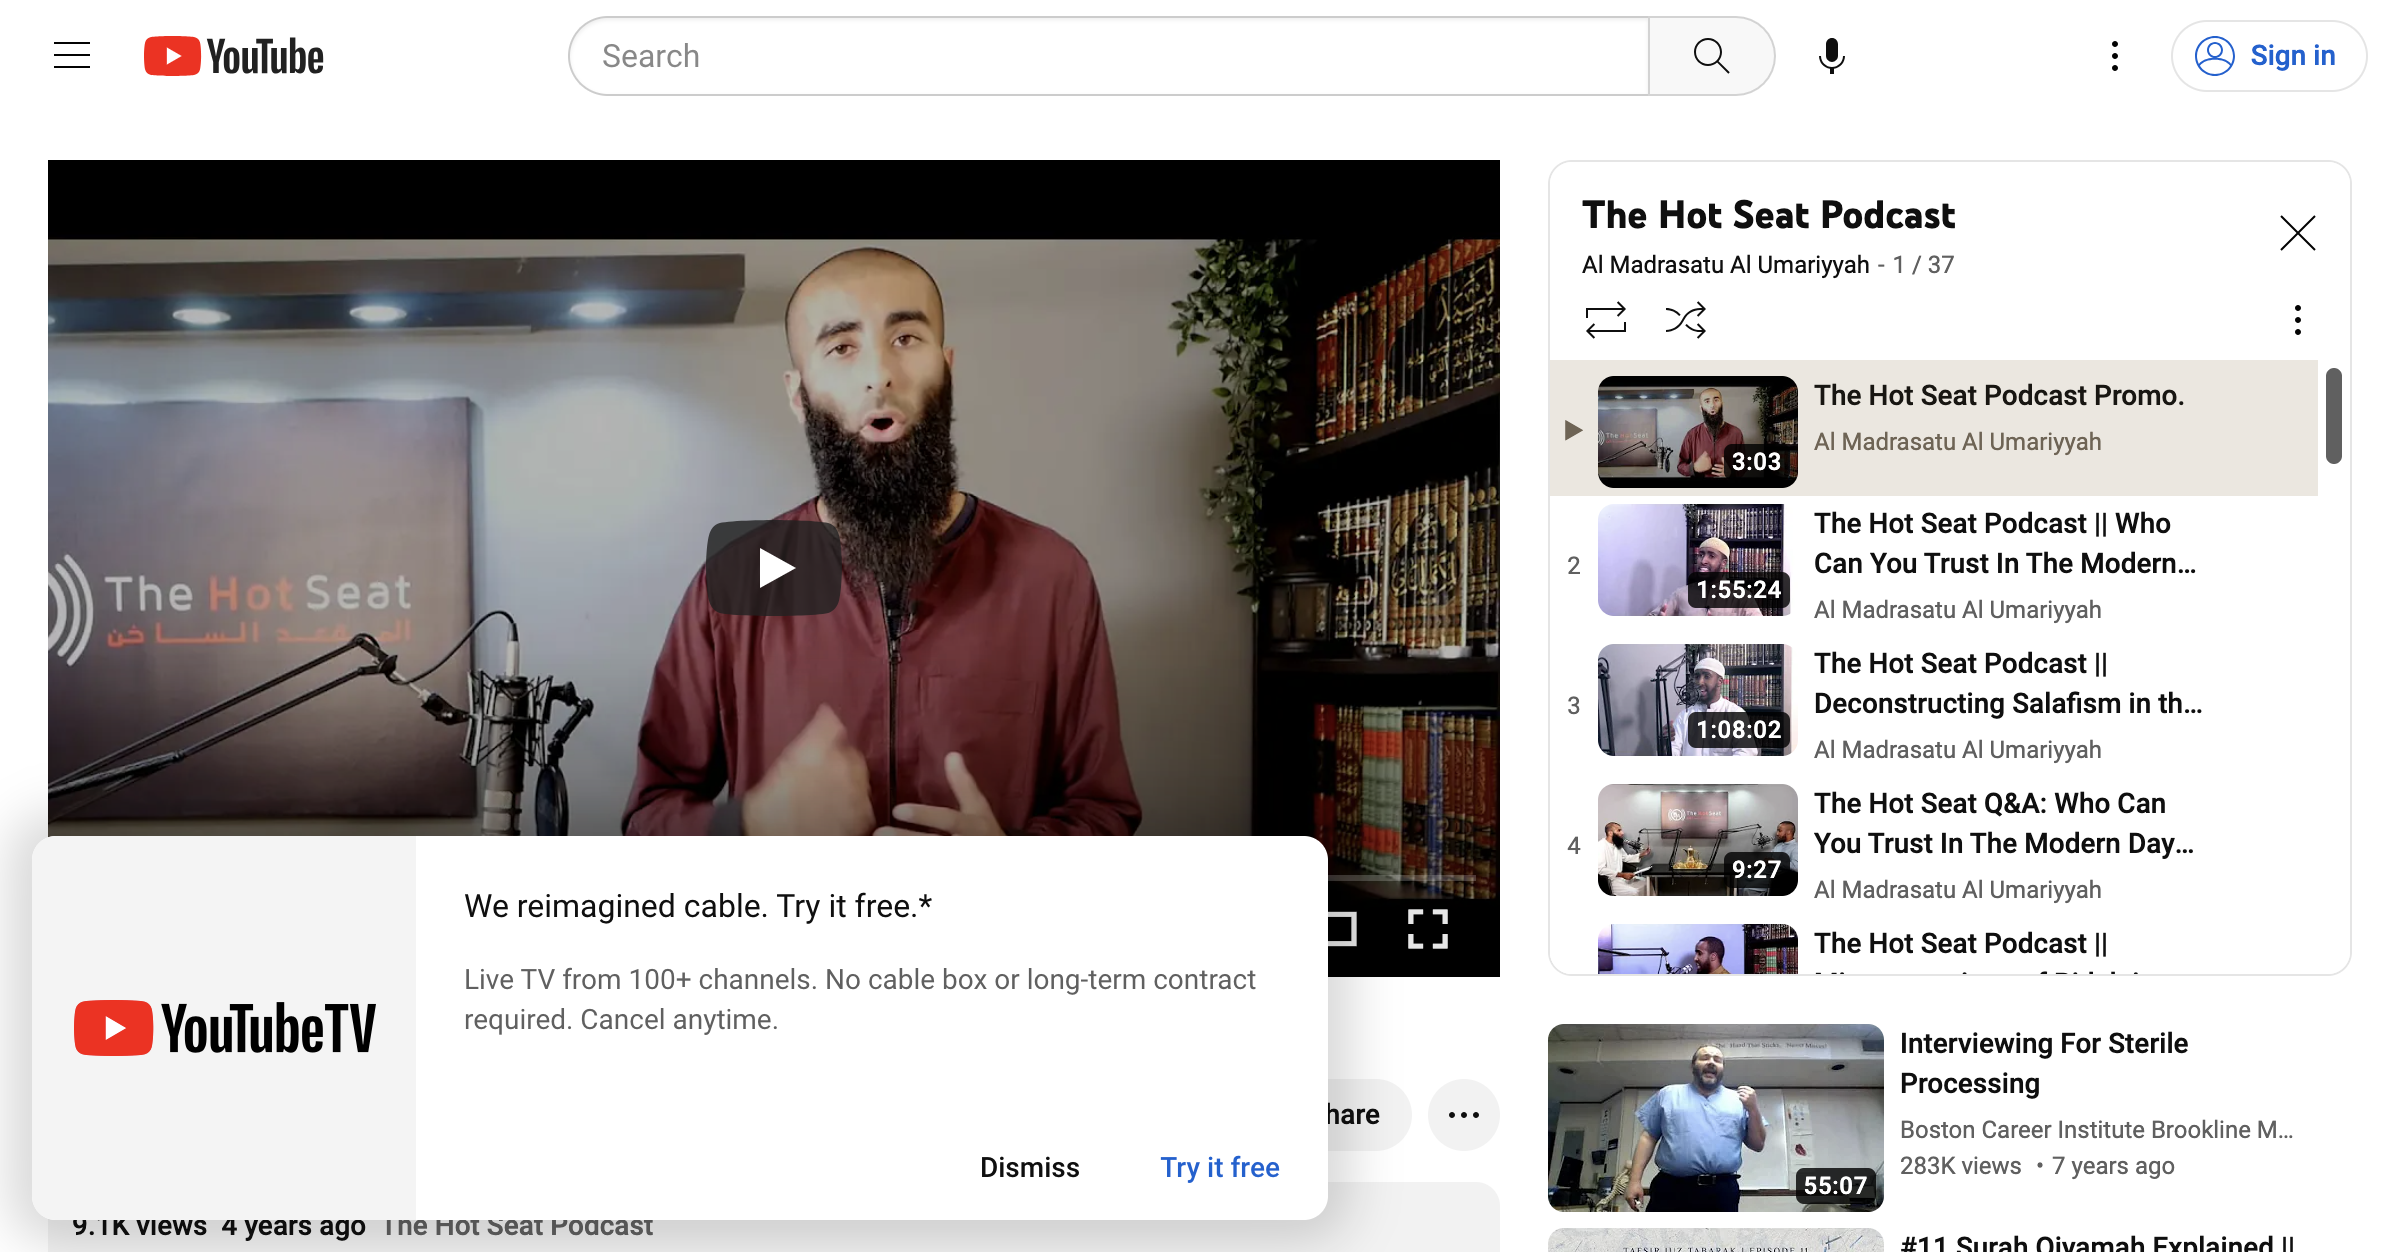 YouTube
Search
Sign in
The Hot Seat
المقعد الساخن
The Hot Seat Podcast
Al Madrasatu Al Umariyyah - 1 / 37
The Hot Seat Podcast Promo.
Al Madrasatu Al Umariyyah
3:03
2
The Hot Seat Podcast || Who
Can You Trust In The Modern...
Al Madrasatu Al Umariyyah
1:55:24
3
The Hot Seat Podcast ||
Deconstructing Salafism in th...
Al Madrasatu Al Umariyyah
1:08:02
4
The Hot Seat Q&A: Who Can
You Trust In The Modern Day...
Al Madrasatu Al Umariyyah
9:27
The Hot Seat Podcast ||
We reimagined cable. Try it free.*
Live TV from 100+ channels. No cable box or long-term contract
required. Cancel anytime.
YouTubeTV
Dismiss
Try it free
hare
9.1K views 4 years ago The Hot Seat Podcast
Interviewing For Sterile
Processing
Boston Career Institute Brookline M...
283K views • 7 years ago
55:07
TAFSIR JUZ TABARAK | EPISODE 11
#11 Surah Qiyamah Explained ||